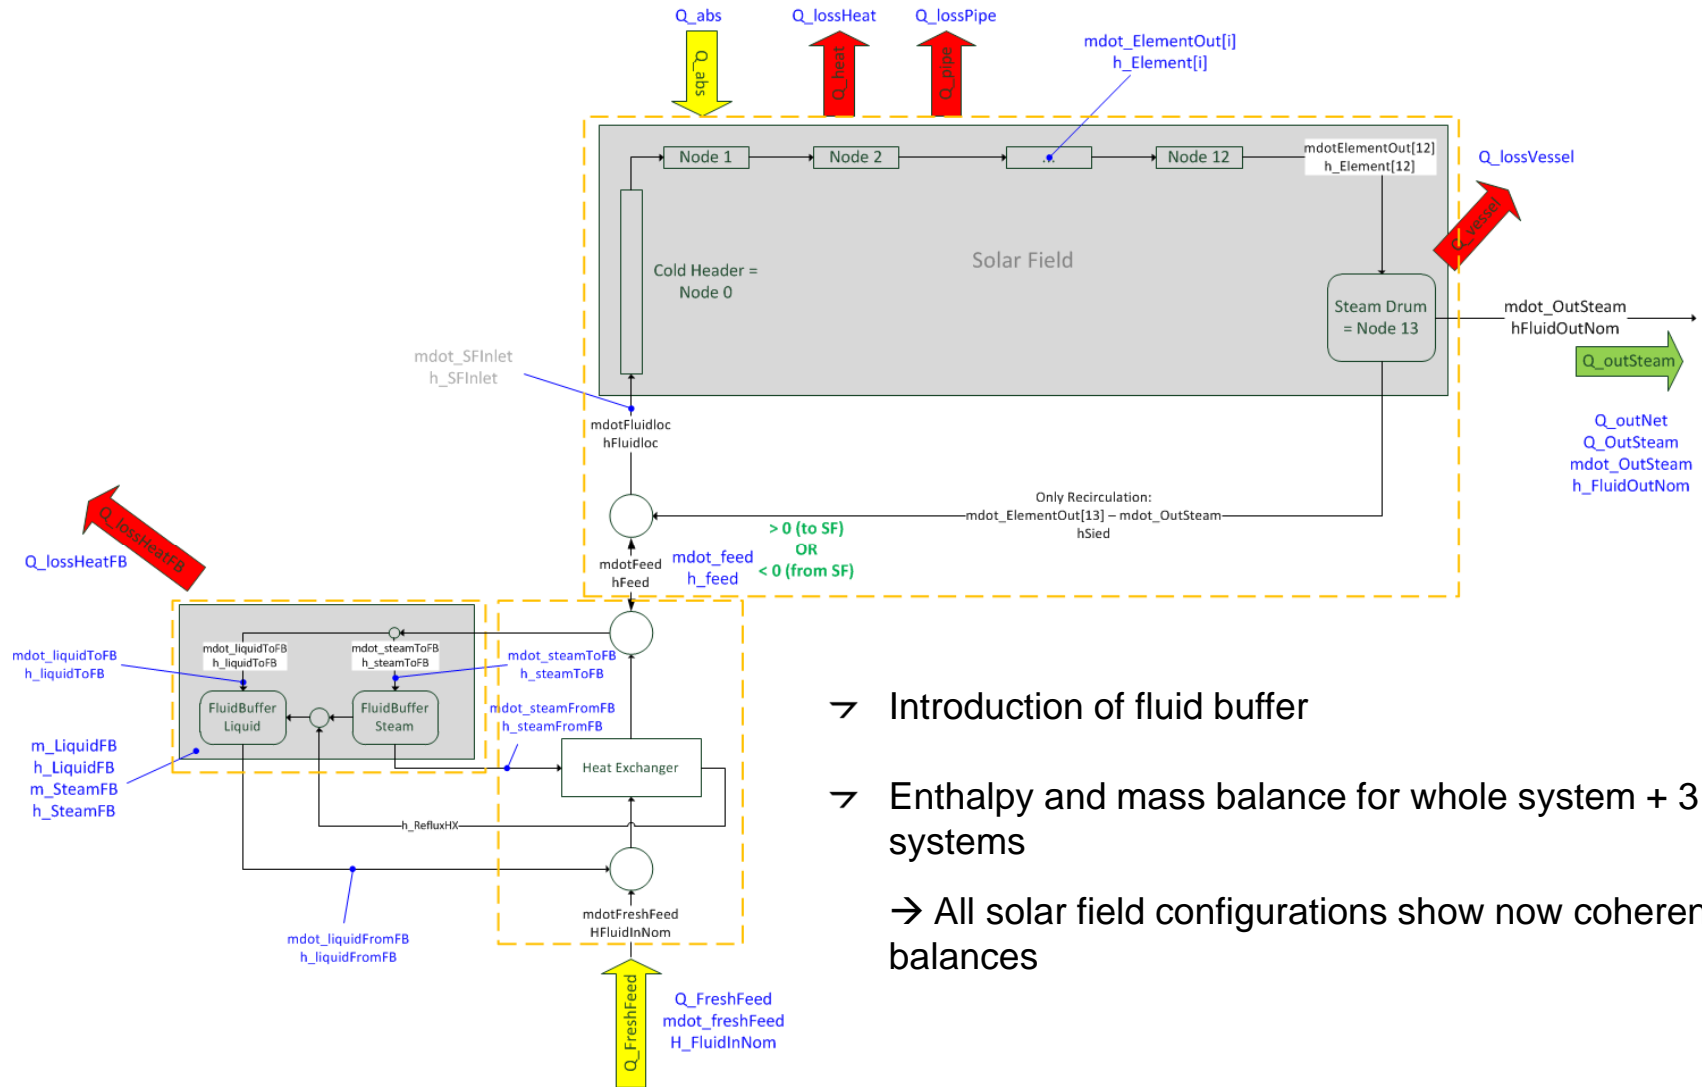 Q_abs
Q_lossHeat
Q_lossPipe
Q_abs
Q_heat
Q_pipe
mdot_ElementOut[i]
h_Element[i]
Node 1
Node 2
...
Node 12
mdotElementOut[12]
h_Element[12]
Q_lossVessel
Q_vessel
Cold Header =
Node 0
Solar Field
Steam Drum
= Node 13
mdot_OutSteam
hFluidOutNom
Q_outSteam
mdot_SFInlet
h_SFInlet
mdotFluidloc
hFluidloc
Q_outNet
Q_OutSteam
mdot_OutSteam
h_FluidOutNom
Only Recirculation:
mdot_ElementOut[13] – mdot_OutSteam
hSied
> 0 (to SF)
OR
< 0 (from SF)
mdot_feed
h_feed
mdotFeed
hFeed
Q_lossHeatFB
Q_lossHeatFB
mdot_liquidToFB
h_liquidToFB
mdot_liquidToFB
h_liquidToFB
mdot_steamToFB
h_steamToFB
mdot_steamToFB
h_steamToFB
FluidBuffer
Liquid
FluidBuffer
Steam
mdot_steamFromFB
h_steamFromFB
m_LiquidFB
h_LiquidFB
m_SteamFB
h_SteamFB
Heat Exchanger
h_RefluxHX
mdotFreshFeed
HFluidInNom
mdot_liquidFromFB
h_liquidFromFB
Q_FreshFeed
Q_FreshFeed
mdot_freshFeed
H_FluidInNom
Introduction of fluid buffer
Enthalpy and mass balance for whole system + 3
systems
→ All solar field configurations show now coheren
balances